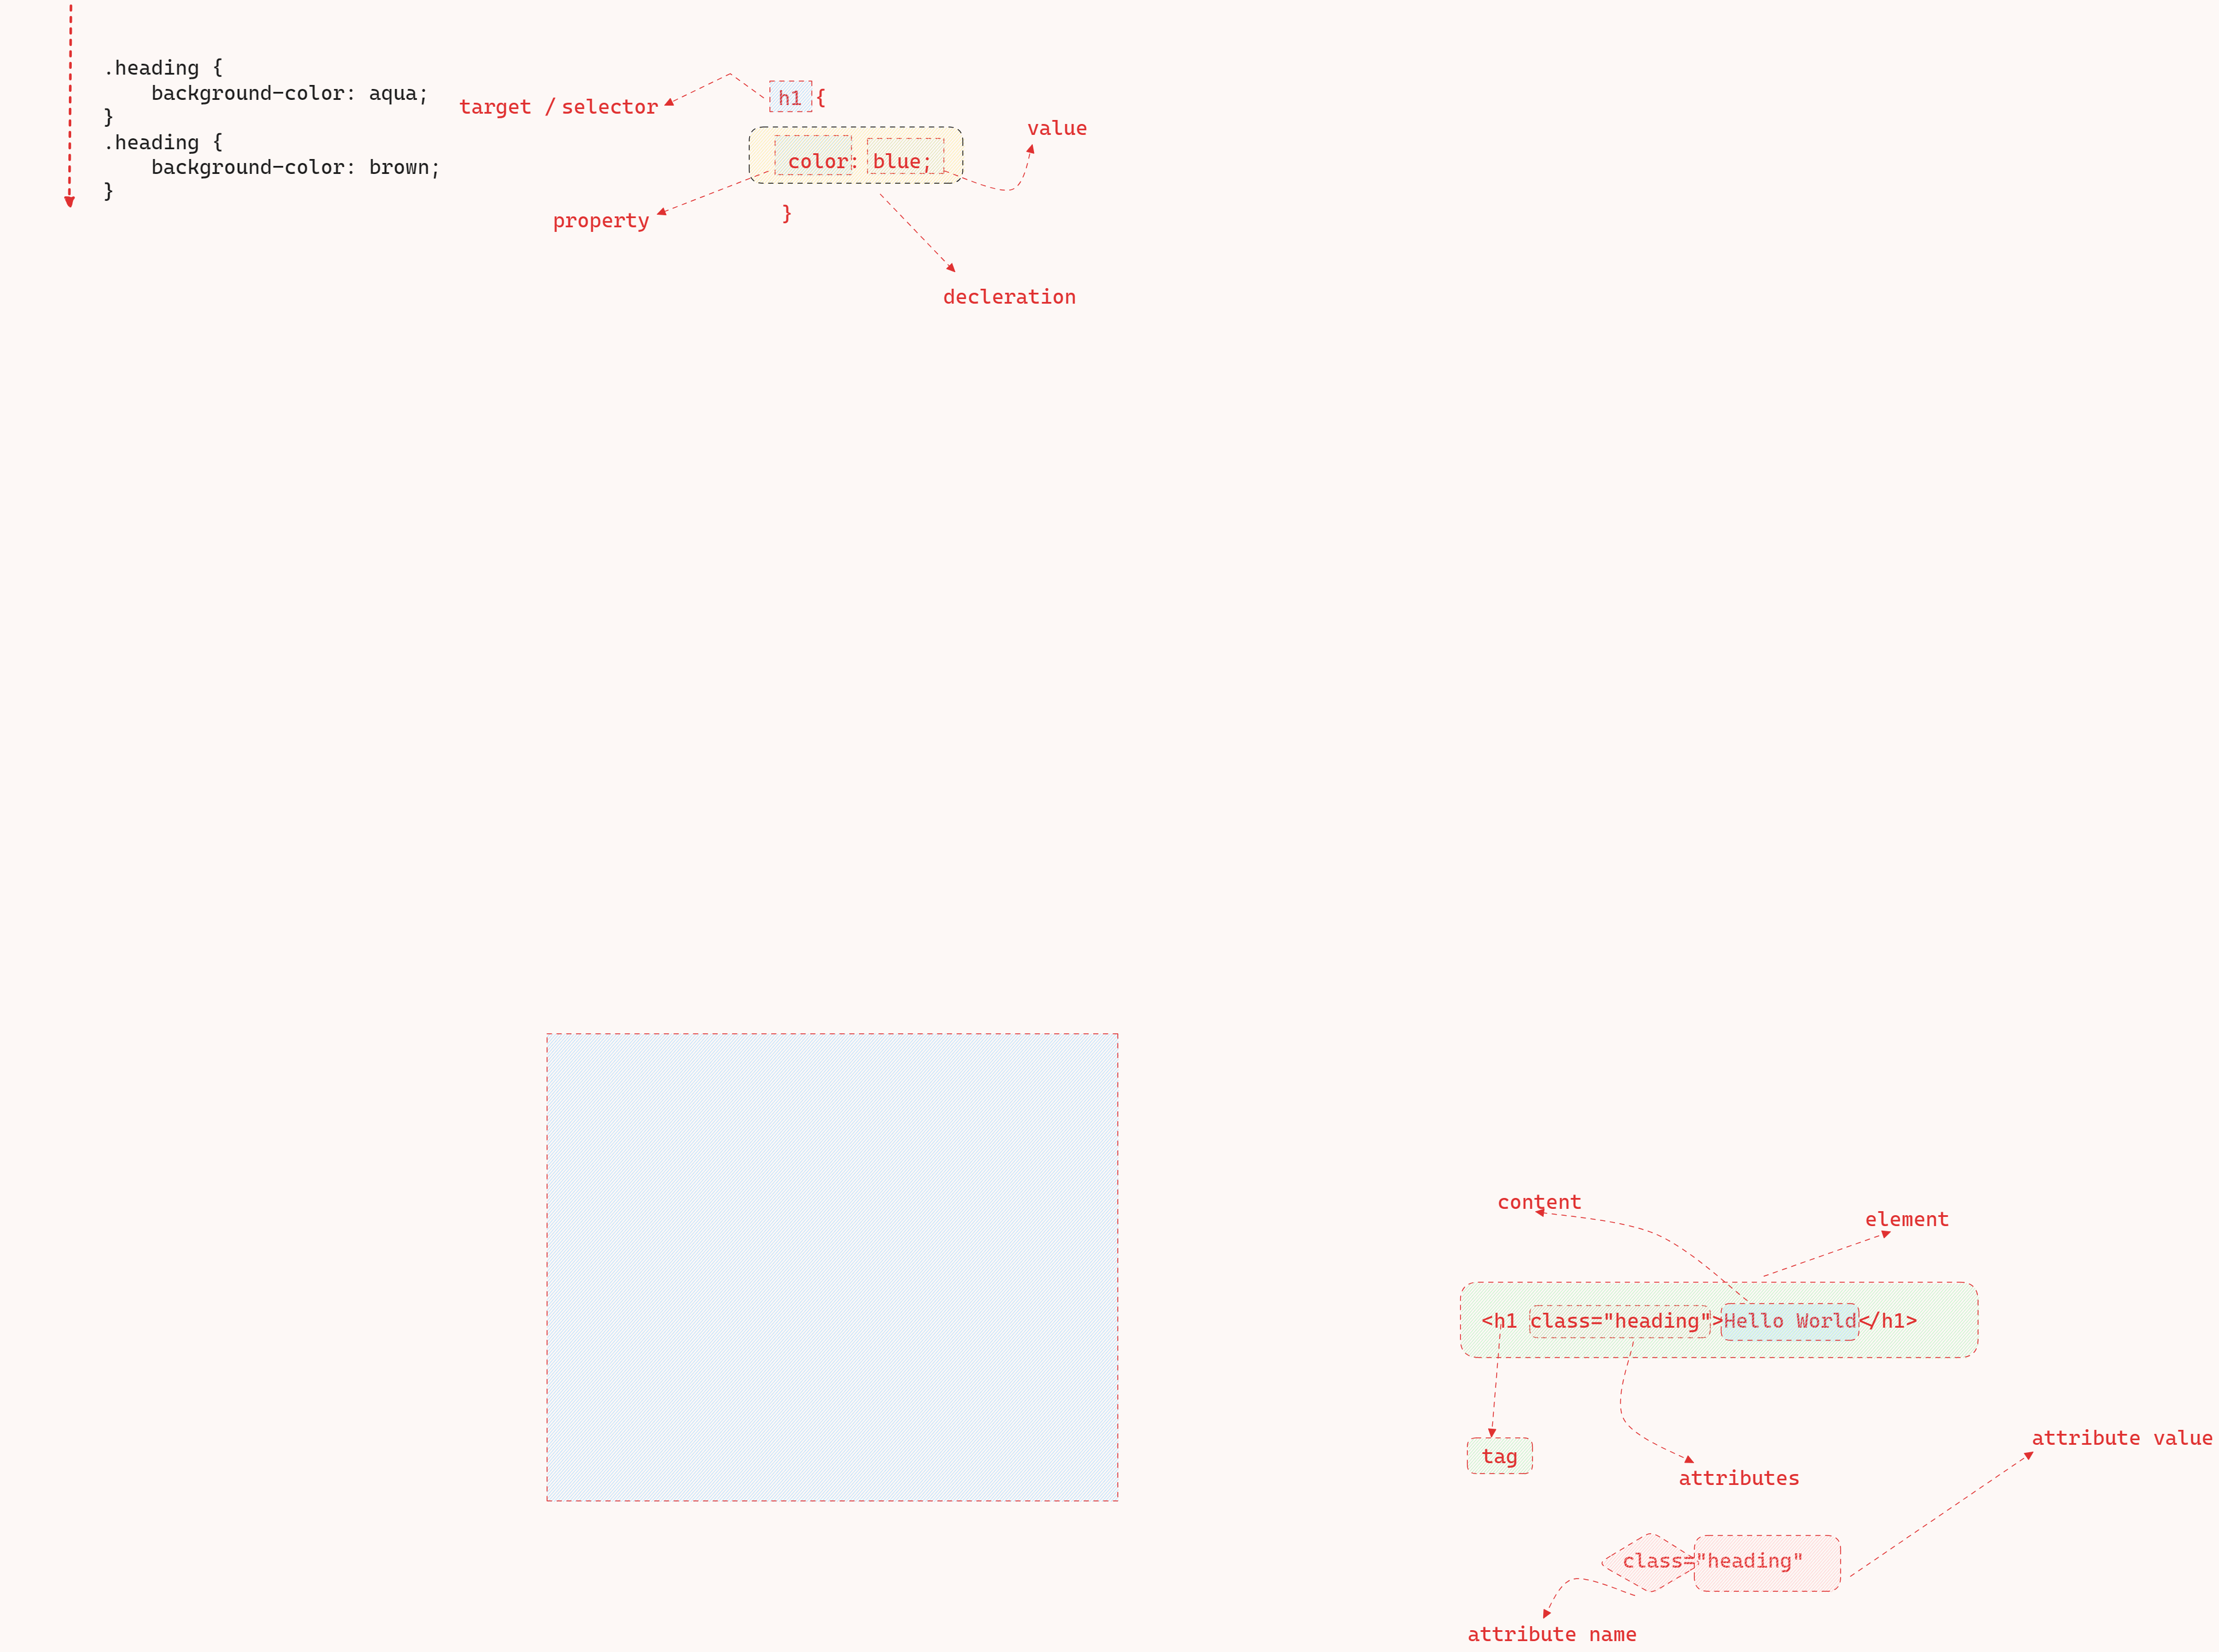 .heading {
    background-color: aqua;
}
.heading {
    background-color: brown;
}
target / selector
h1 {
color: blue;
}
value
property
decleration
content
element
<h1 class="heading">Hello World</h1>
tag
attributes
attribute value
class="heading"
attribute name